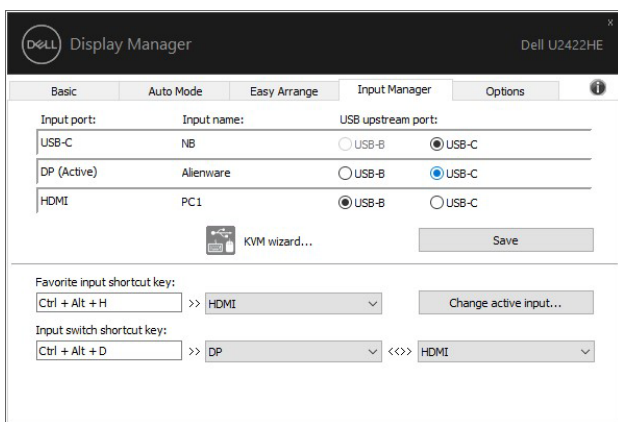 x
DELL Display Manager Dell U2422HE
Basic Auto Mode Easy Arrange Input Manager Options i
Input port: Input name: USB upstream port:
USB-C NB USB-B USB-C
DP (Active) Alienware USB-B USB-C
HDMI PC1 USB-B USB-C
KVM wizard... Save
Favorite input shortcut key:
Ctrl + Alt + H >> HDMI Change active input...
Input switch shortcut key:
Ctrl + Alt + D >> DP <<>> HDMI